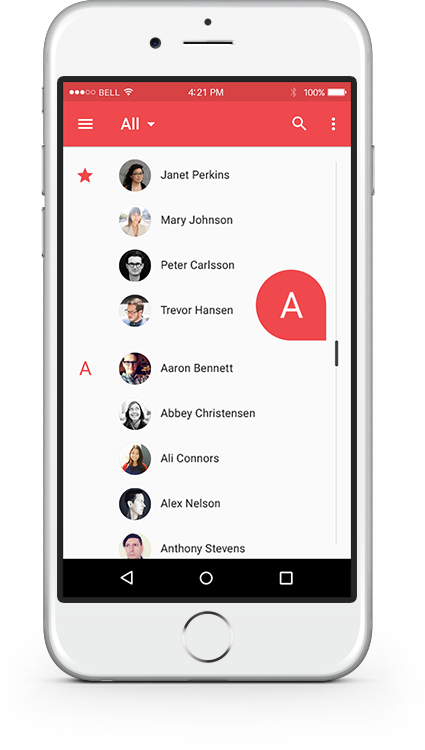 BELL 4:21 PM 100%
All
Janet Perkins
Mary Johnson
Peter Carlsson
Trevor Hansen
A
A Aaron Bennett
Abbey Christensen
Ali Connors
Alex Nelson
Anthony Stevens